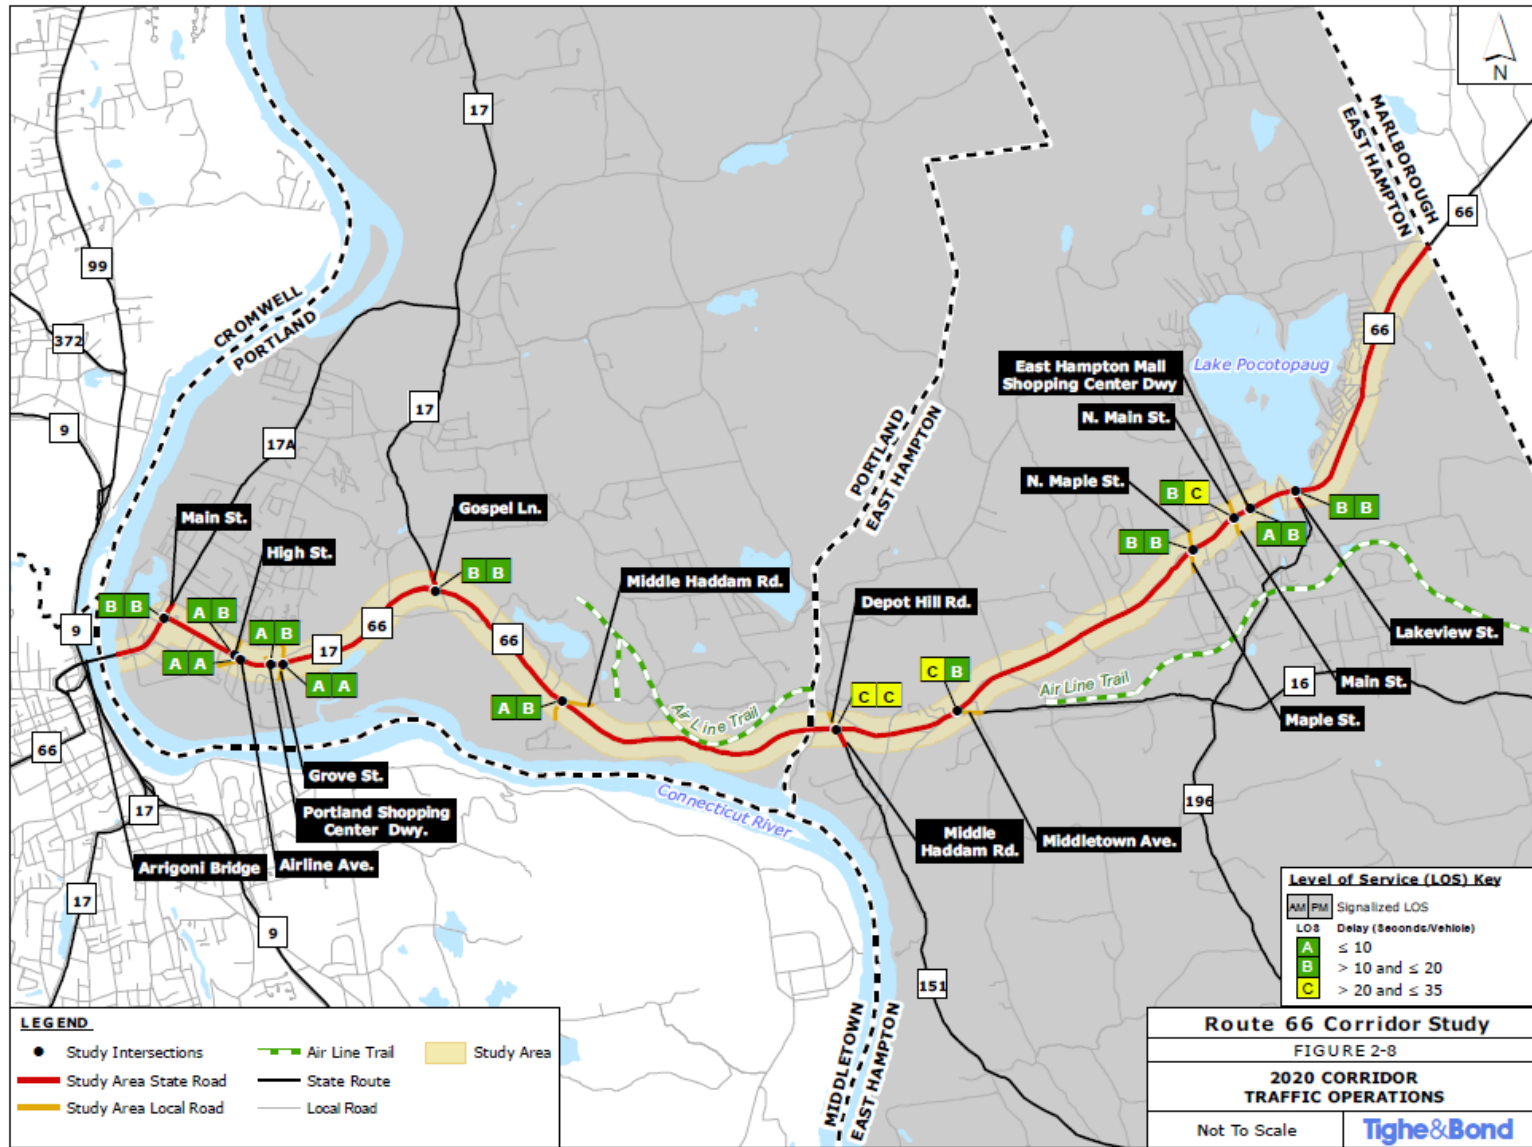 N
17
MARLBOROUGH
EAST HAMPTON
66
99
CROMWELL
PORTLAND
372
9
17A
17
66
East Hampton Mall
Shopping Center Dwy
Lake Pocotopaug
N. Main St.
PORTLAND
EAST HAMPTON
N. Maple St.
B C
Main St.
Gospel Ln.
B B
A B
B B
High St.
B B
Middle Haddam Rd.
Depot Hill Rd.
B B
A B
A B
66
66
Lakeview St.
9
17
A A
A A
C B
16
Main St.
Air Line Trail
A B
C C
Air Line Trail
Maple St.
66
Grove St.
Connecticut River
196
17
Portland Shopping
Center Dwy.
Middle
Haddam Rd.
Middletown Ave.
Arrigoni Bridge
Airline Ave.
17
9
151
MIDDLETOWN
EAST HAMPTON
Level of Service (LOS) Key
AM PM Signalized LOS
LOS Delay (Seconds/Vehicle)
A ≤ 10
B > 10 and ≤ 20
C > 20 and ≤ 35
LEGEND
Study Intersections
Air Line Trail
Study Area
Study Area State Road
State Route
Study Area Local Road
Local Road
Route 66 Corridor Study
FIGURE 2-8
2020 CORRIDOR
TRAFFIC OPERATIONS
Not To Scale
Tighe&Bond